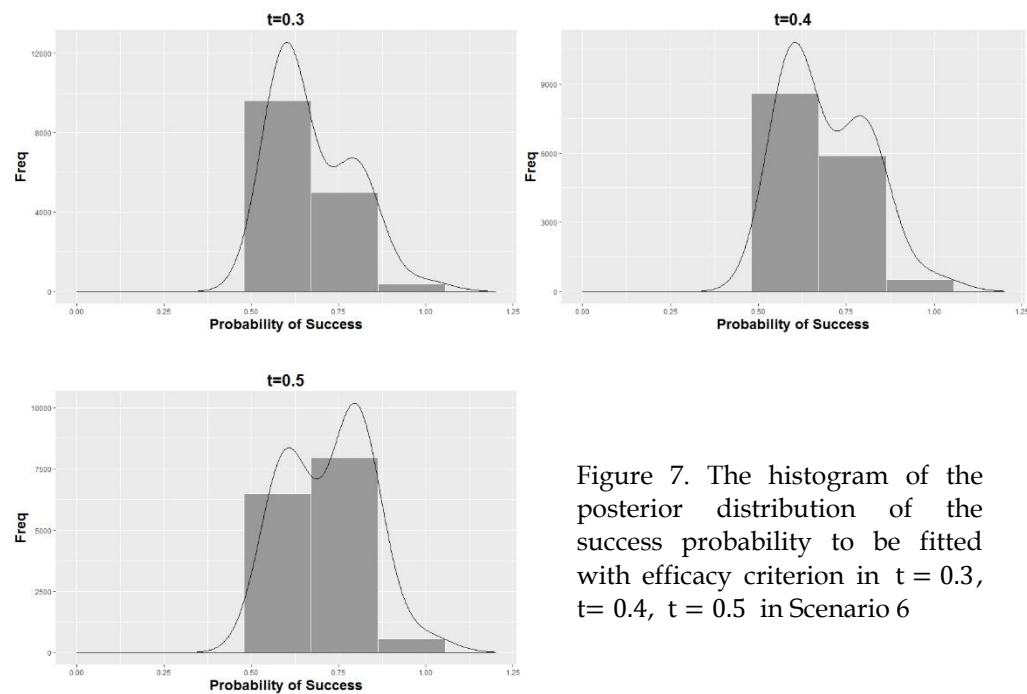 t=0.3
12000
8000
4000
0
Freq
0.00 0.25 0.50 0.75 1.00 1.25
Probability of Success
t=0.4
9000
6000
3000
0
Freq
0.00 0.25 0.50 0.75 1.00 1.25
Probability of Success
t=0.5
10000
7500
5000
2500
0
Freq
0.00 0.25 0.50 0.75 1.00 1.25
Probability of Success
Figure 7. The histogram of the
posterior distribution of the
success probability to be fitted
with efficacy criterion in t = 0.3,
t= 0.4, t = 0.5 in Scenario 6